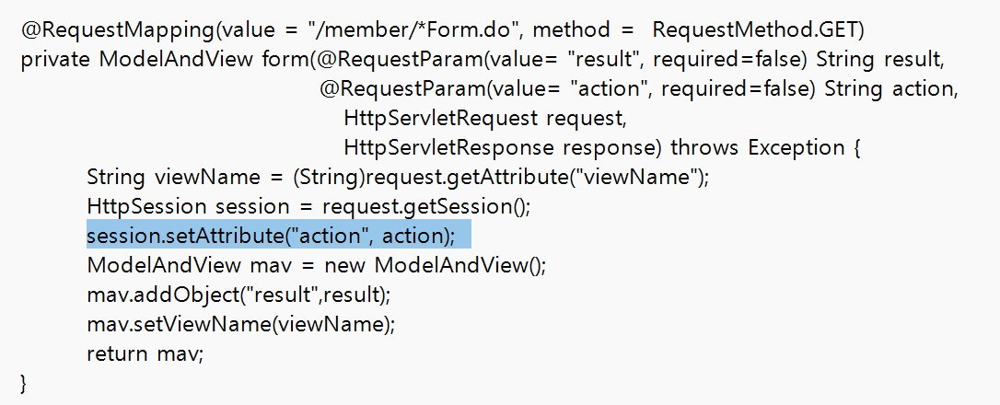 @RequestMapping(value = "/member/*Form.do", method =  RequestMethod.GET)
private ModelAndView form(@RequestParam(value= "result", required=false) String result,
@RequestParam(value= "action", required=false) String action,
HttpServletRequest request,
HttpServletResponse response) throws Exception {
String viewName = (String)request.getAttribute("viewName");
HttpSession session = request.getSession();
session.setAttribute("action", action);
ModelAndView mav = new ModelAndView();
mav.addObject("result",result);
mav.setViewName(viewName);
return mav;
}